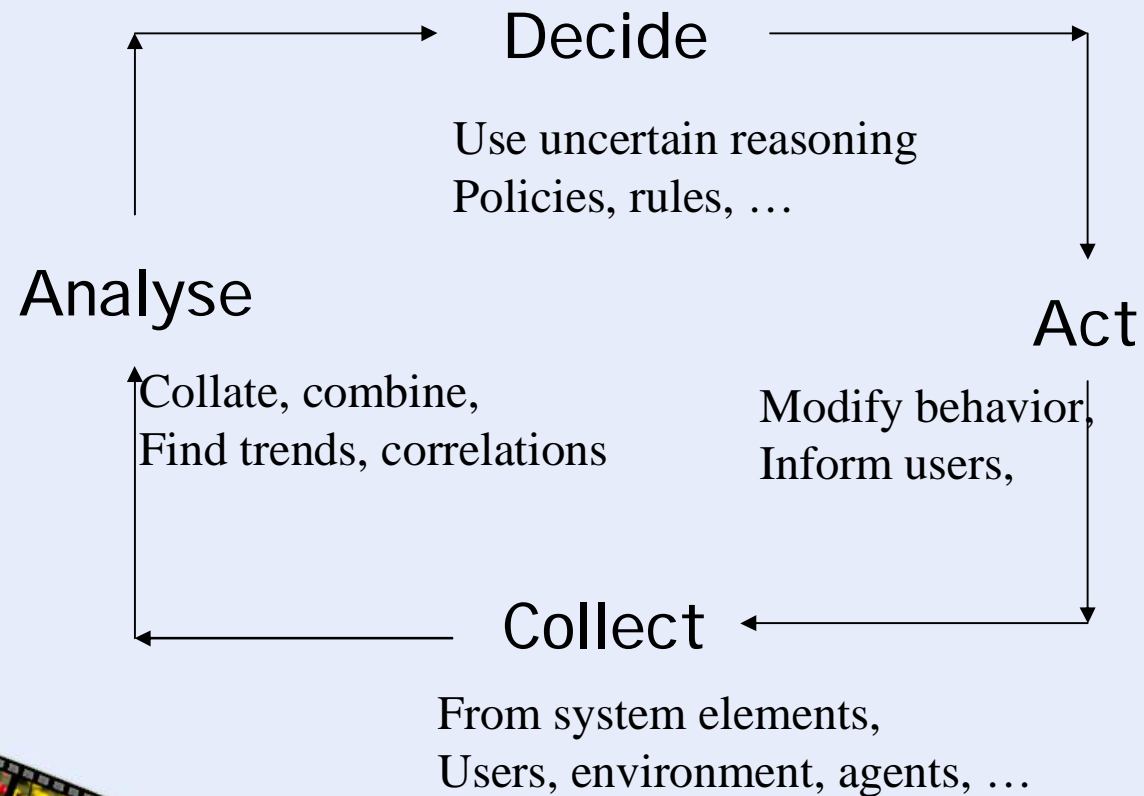 Decide
Use uncertain reasoning
Policies, rules, …
Analyse
Collate, combine,
Find trends, correlations
Act
Modify behavior,
Inform users,
Collect
From system elements,
Users, environment, agents, …